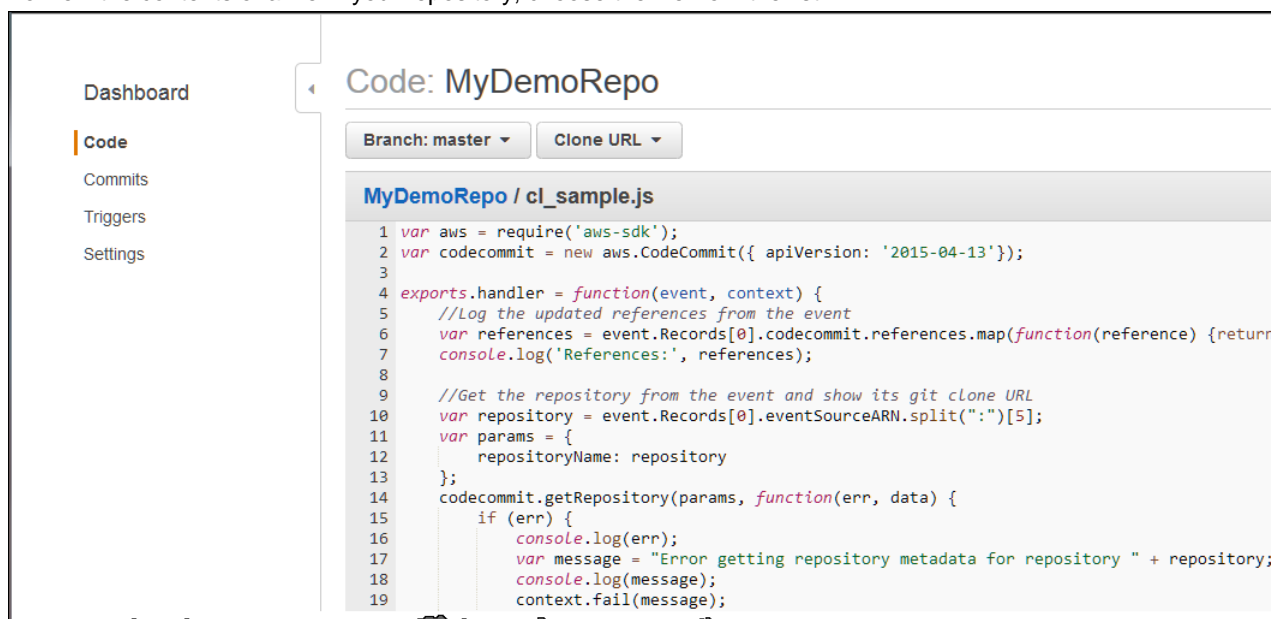 Dashboard
Code
Commits
Triggers
Settings
Code: MyDemoRepo
Branch: master
Clone URL
MyDemoRepo / cl_sample.js
1 var aws = require('aws-sdk');
2 var codecommit = new aws.CodeCommit({ apiVersion: '2015-04-13'});
3
4 exports.handler = function(event, context) {
5 //Log the updated references from the event
6 var references = event.Records[0].codecommit.references.map(function(reference) {return
7 console.log('References:', references);
8
9 //Get the repository from the event and show its git clone URL
10 var repository = event.Records[0].eventSourceARN.split(":")[5];
11 var params = {
12 repositoryName: repository
13 };
14 codecommit.getRepository(params, function(err, data) {
15 if (err) {
16 console.log(err);
17 var message = "Error getting repository metadata for repository " + repository;
18 console.log(message);
19 context.fail(message);